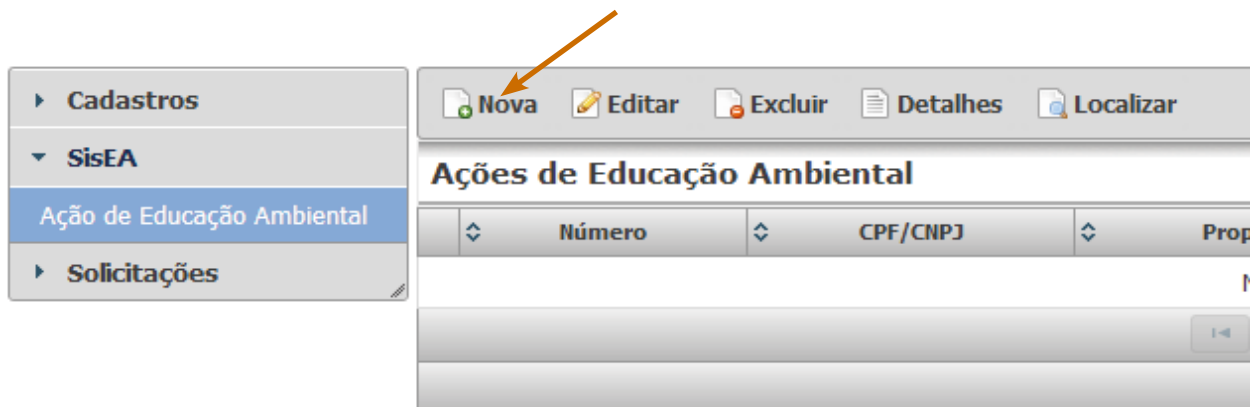 Cadastros
SisEA
Ação de Educação Ambiental
Solicitações
Nova Editar Excluir Detalhes Localizar
Ações de Educação Ambiental
Número CPF/CNPJ